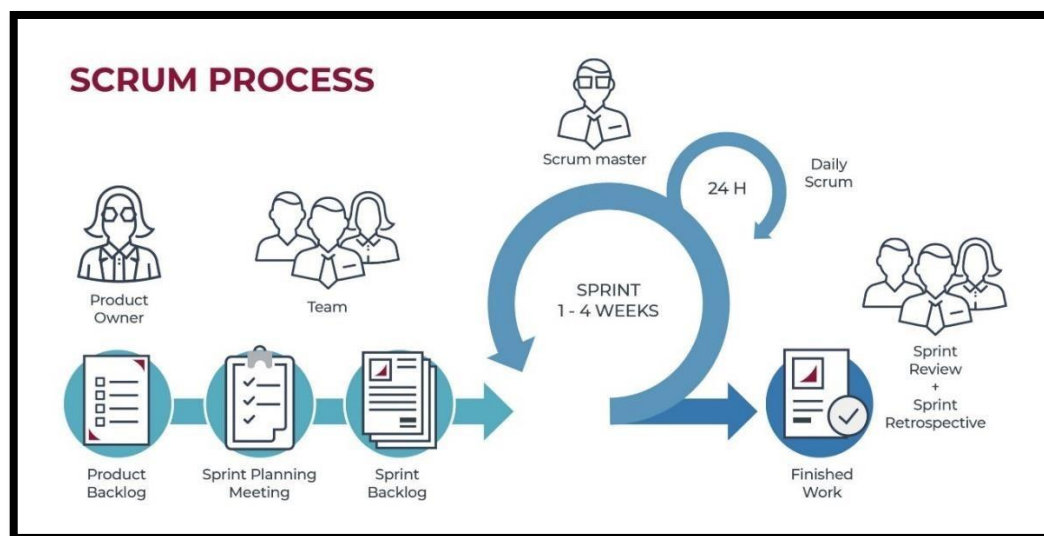 SCRUM PROCESS
Scrum master
24 H
Daily
Scrum
Product
Owner
Team
SPRINT
1 - 4 WEEKS
Sprint
Review
+
Sprint
Retrospective
Product
Backlog
Sprint Planning
Meeting
Sprint
Backlog
Finished
Work